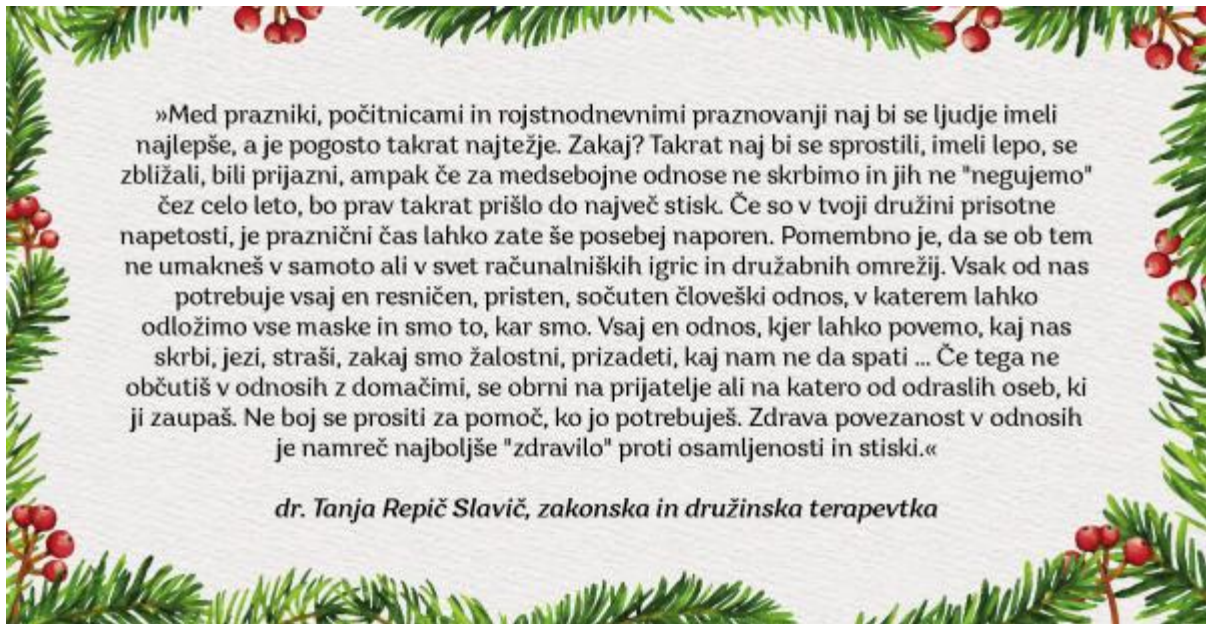 »Med prazniki, počitnicami in rojstnodnevnimi praznovanji naj bi se ljudje imeli
najlepše, a je pogosto takrat najtežje. Zakaj? Takrat naj bi se sprostili, imeli lepo, se
zbližali, bili prijazni, ampak če za medsebojne odnose ne skrbimo in jih ne "negujemo"
čez celo leto, bo prav takrat prišlo do največ stisk. Če so v tvoji družini prisotne
napetosti, je praznični čas lahko zate še posebej naporen. Pomembno je, da se ob tem
ne umakneš v samoto ali v svet računalniških igric in družabnih omrežij. Vsak od nas
potrebuje vsaj en resničen, pristen, sočuten človeški odnos, v katerem lahko
odložimo vse maske in smo to, kar smo. Vsaj en odnos, kjer lahko povemo, kaj nas
skrbi, jezi, straši, zakaj smo žalostni, prizadeti, kaj nam ne da spati ... Če tega ne
občutiš v odnosih z domačimi, se obrni na prijatelje ali na katero od odraslih oseb, ki
ji zaupaš. Ne boj se prositi za pomoč, ko jo potrebuješ. Zdrava povezanost v odnosih
je namreč najboljše "zdravilo" proti osamljenosti in stiski.«
dr. Tanja Repič Slavič, zakonska in družinska terapevtka